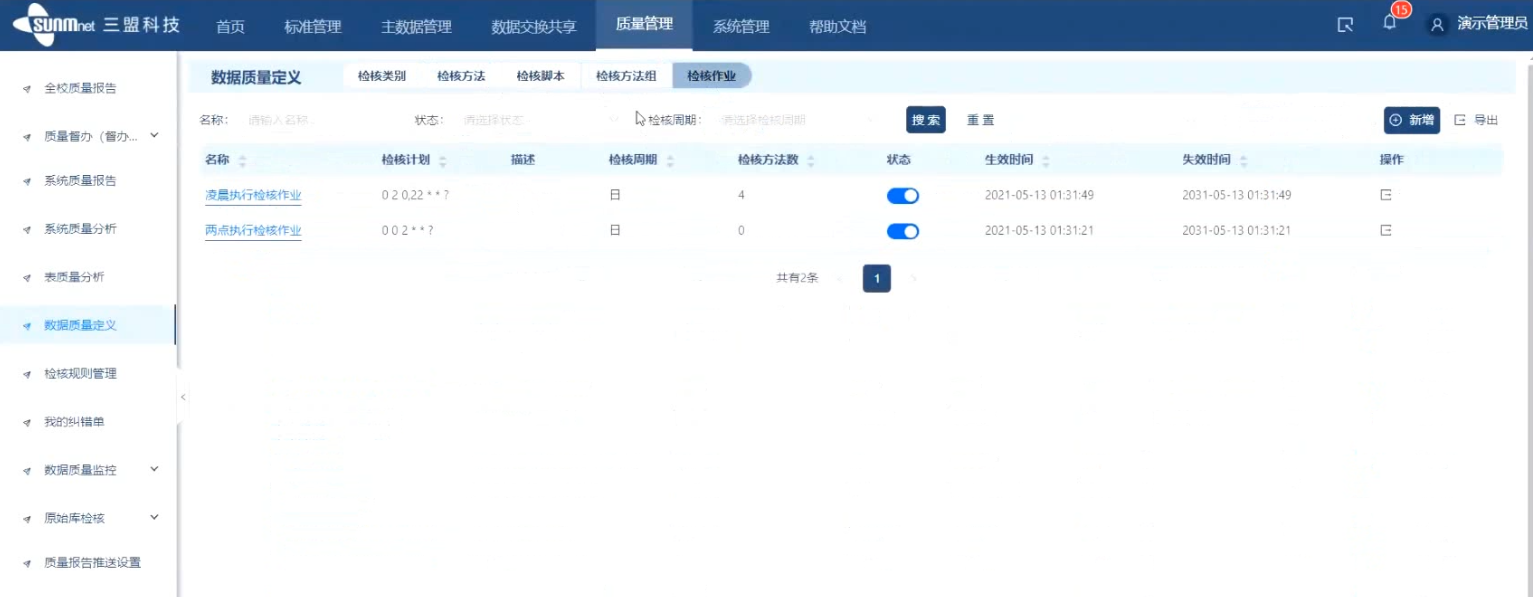 sunmnet 三盟科技 首页 标准管理 主数据管理 数据交换共享 质量管理 系统管理 帮助文档 15 演示管理员
全校质量报告
质量督办（督办...
系统质量报告
系统质量分析
表质量分析
数据质量定义
检核规则管理
我的纠错单
数据质量监控
原始库检核
质量报告推送设置
数据质量定义 检核类别 检核方法 检核脚本 检核方法组 检核作业
名称： 请输入名称... 状态： 请选择状态 检核周期： 请选择检核周期 搜索 重置 新增 导出
名称 检核计划 描述 检核周期 检核方法数 状态 生效时间 失效时间 操作
凌晨执行检核作业 0 2 0,22 * * ? 日 4 2021-05-13 01:31:49 2031-05-13 01:31:49
两点执行检核作业 0 0 2 * * ? 日 0 2021-05-13 01:31:21 2031-05-13 01:31:21
共有2条 1